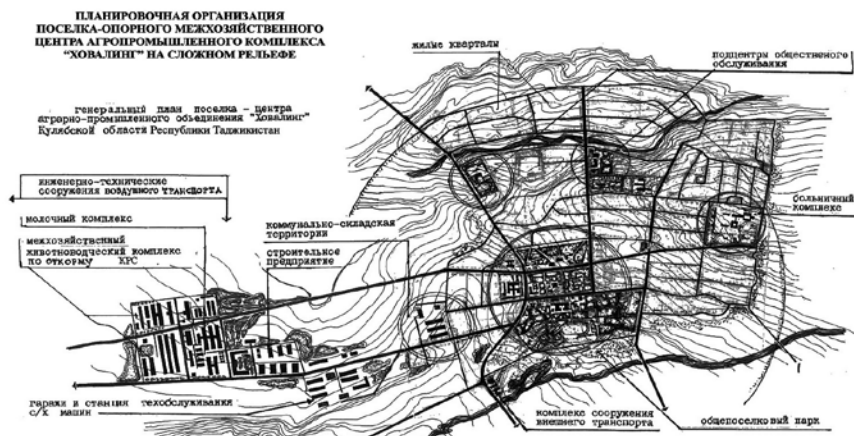 ПЛАНИРОВОЧНАЯ ОРГАНИЗАЦИЯ
ПОСЕЛКА-ОПОРНОГО МЕЖХОЗЯЙСТВЕННОГО
ЦЕНТРА АГРОПРОМЫШЛЕННОГО КОМПЛЕКСА
“ХОВАЛИНГ” НА СЛОЖНОМ РЕЛЬЕФЕ
генеральный план поселка – центра
аграрно-промышленного объединения "Ховалинг"
Кулябской области Республики Таджикистан
жилые кварталы
подцентры общественого
обслуживания
инженерно-технические
сооружения ВОЗДУШНОГО ТРАНСПОРТА
молочный комплекс
межхозяйственный
животноводческий комплекс
по откорму КРС
коммунально-складская
территории
строительное
предприятие
больничный
комплекс
гаражи и станция техобслуживания
с/х машин
комплекс сооружения
внешнего транспорта
общепоселковый парк